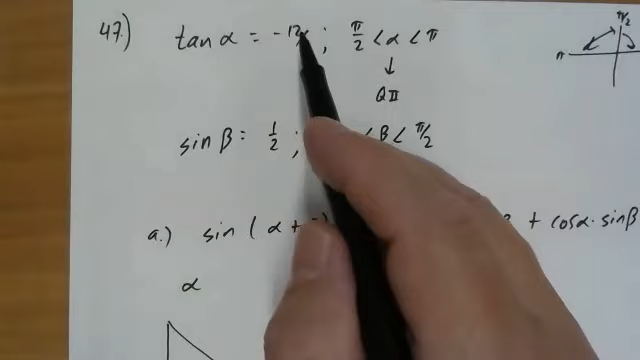 47.) tan α = -12 ; π/2 < α < π
π/2
π
↓
QII
sin β = 1/2 ; < β < π/2
a.) sin ( α + + cosα · sinβ
α